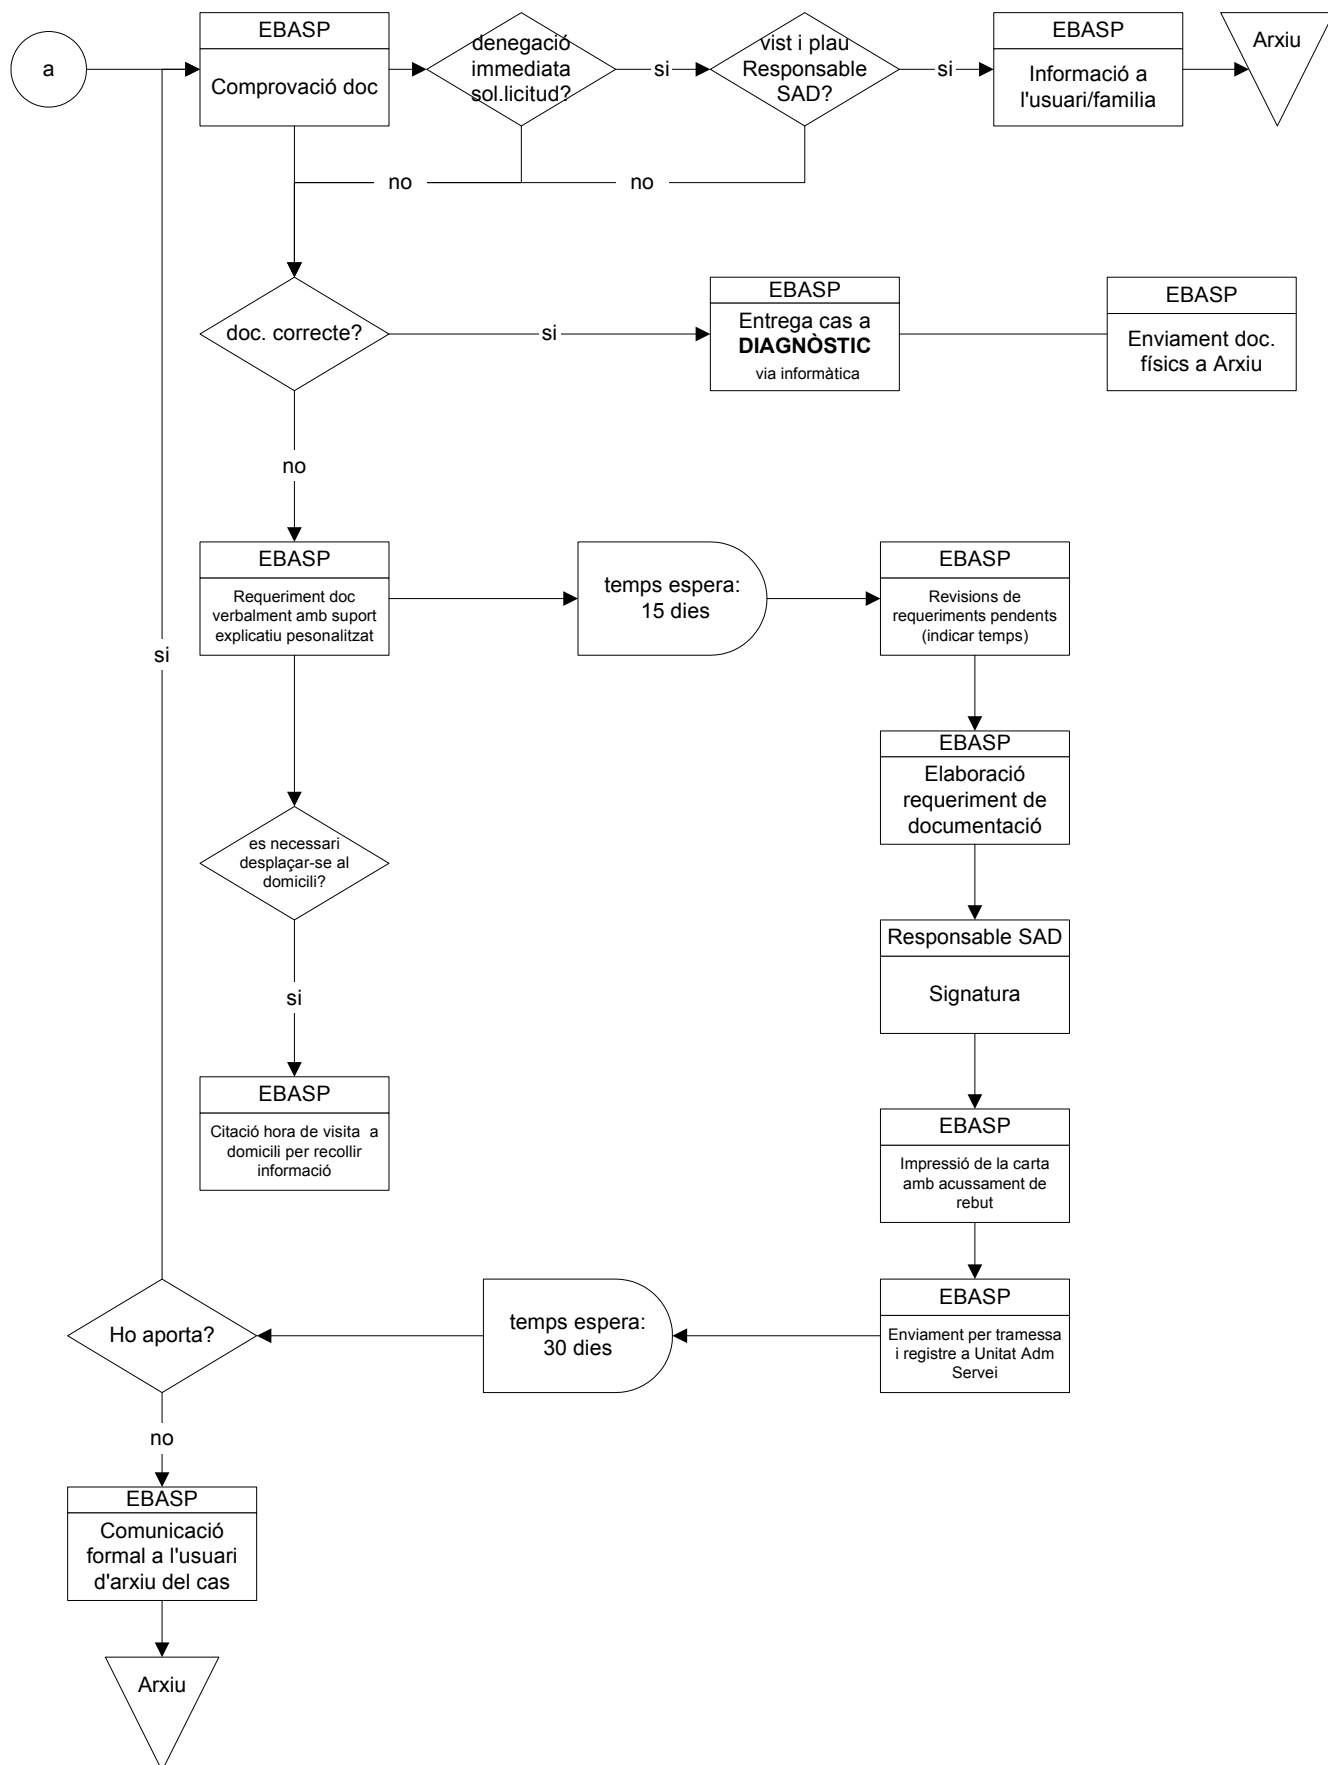 a
EBASP
Comprovació doc
denegació
immediata
sol.licitud?
si
vist i plau
Responsable
SAD?
si
EBASP
Informació a
l'usuari/familia
Arxiu
no
no
doc. correcte?
si
EBASP
Entrega cas a
DIAGNÒSTIC
via informàtica
EBASP
Enviament doc.
físics a Arxiu
no
EBASP
Requeriment doc
verbalment amb suport
explicatiu pesonalitzat
temps espera:
15 dies
EBASP
Revisions de
requeriments pendents
(indicar temps)
si
EBASP
Elaboració
requeriment de
documentació
es necessari
desplaçar-se al
domicili?
Responsable SAD
Signatura
si
EBASP
Citació hora de visita a
domicili per recollir
informació
EBASP
Impressió de la carta
amb acussament de
rebut
EBASP
Enviament per tramessa
i registre a Unitat Adm
Servei
temps espera:
30 dies
Ho aporta?
no
EBASP
Comunicació
formal a l'usuari
d'arxiu del cas
Arxiu